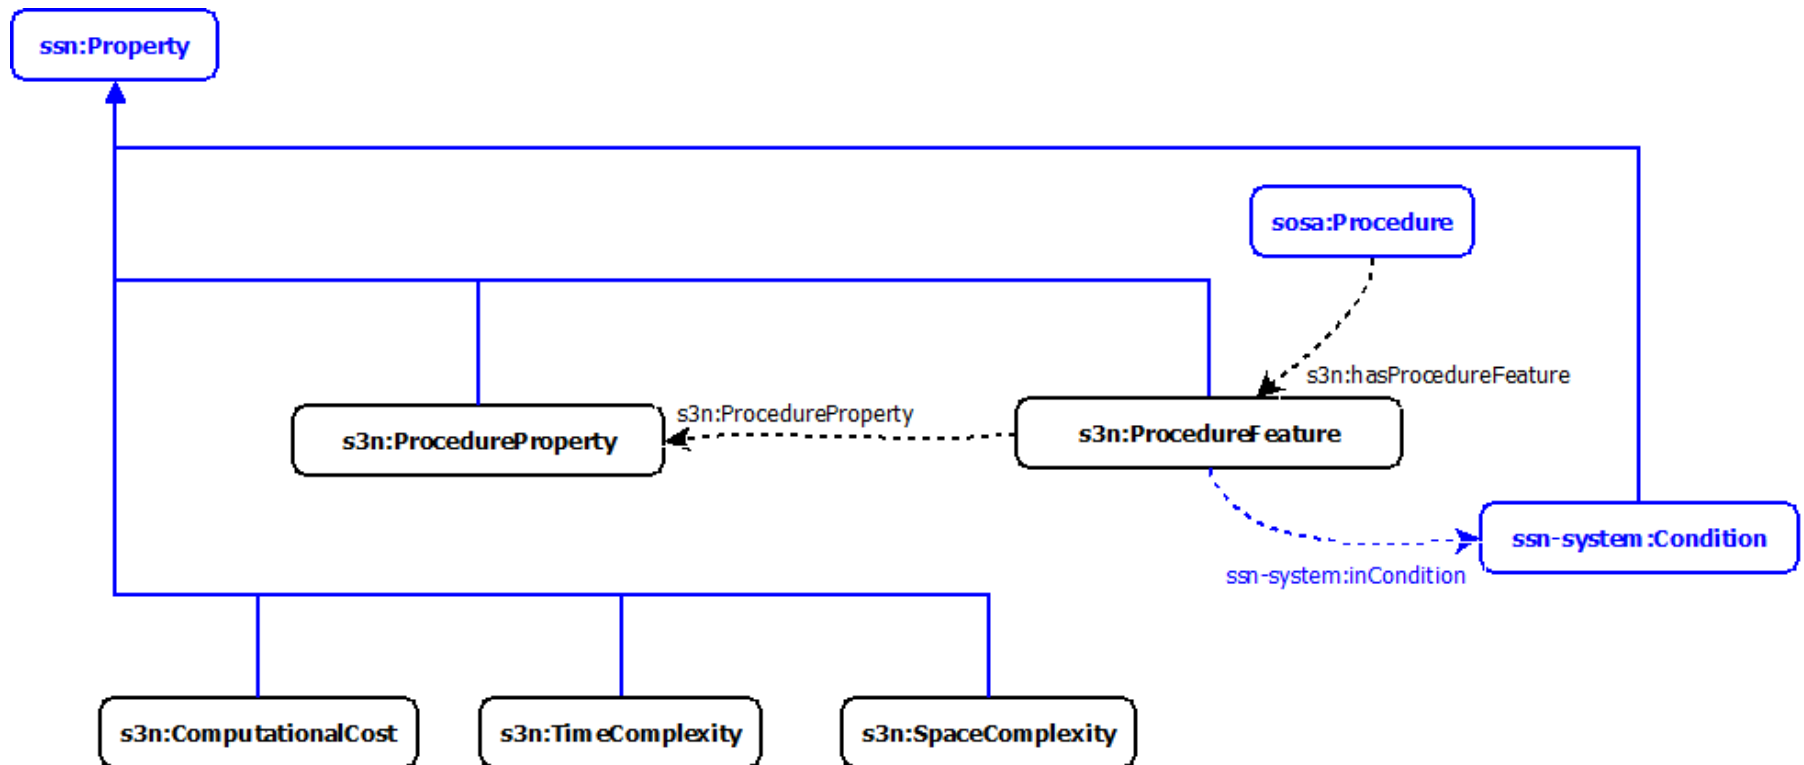 ssn:Property
sosa:Procedure
s3n:hasProcedureFeature
s3n:ProcedureProperty
s3n:ProcedureProperty
s3n:ProcedureFeature
ssn-system:Condition
ssn-system:inCondition
s3n:ComputationalCost
s3n:TimeComplexity
s3n:SpaceComplexity